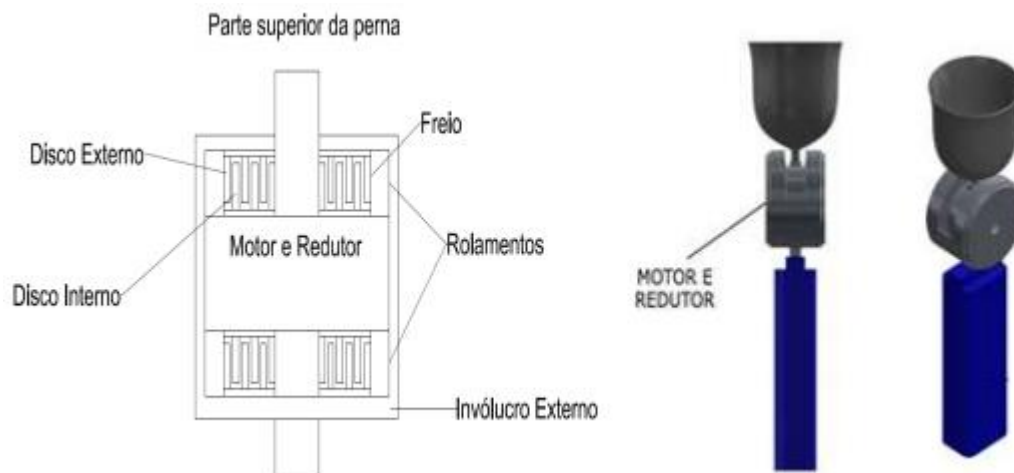 Parte superior da perna
Freio
Disco Externo
Motor e Redutor
Rolamentos
Disco Interno
Invólucro Externo
MOTOR E
REDUTOR